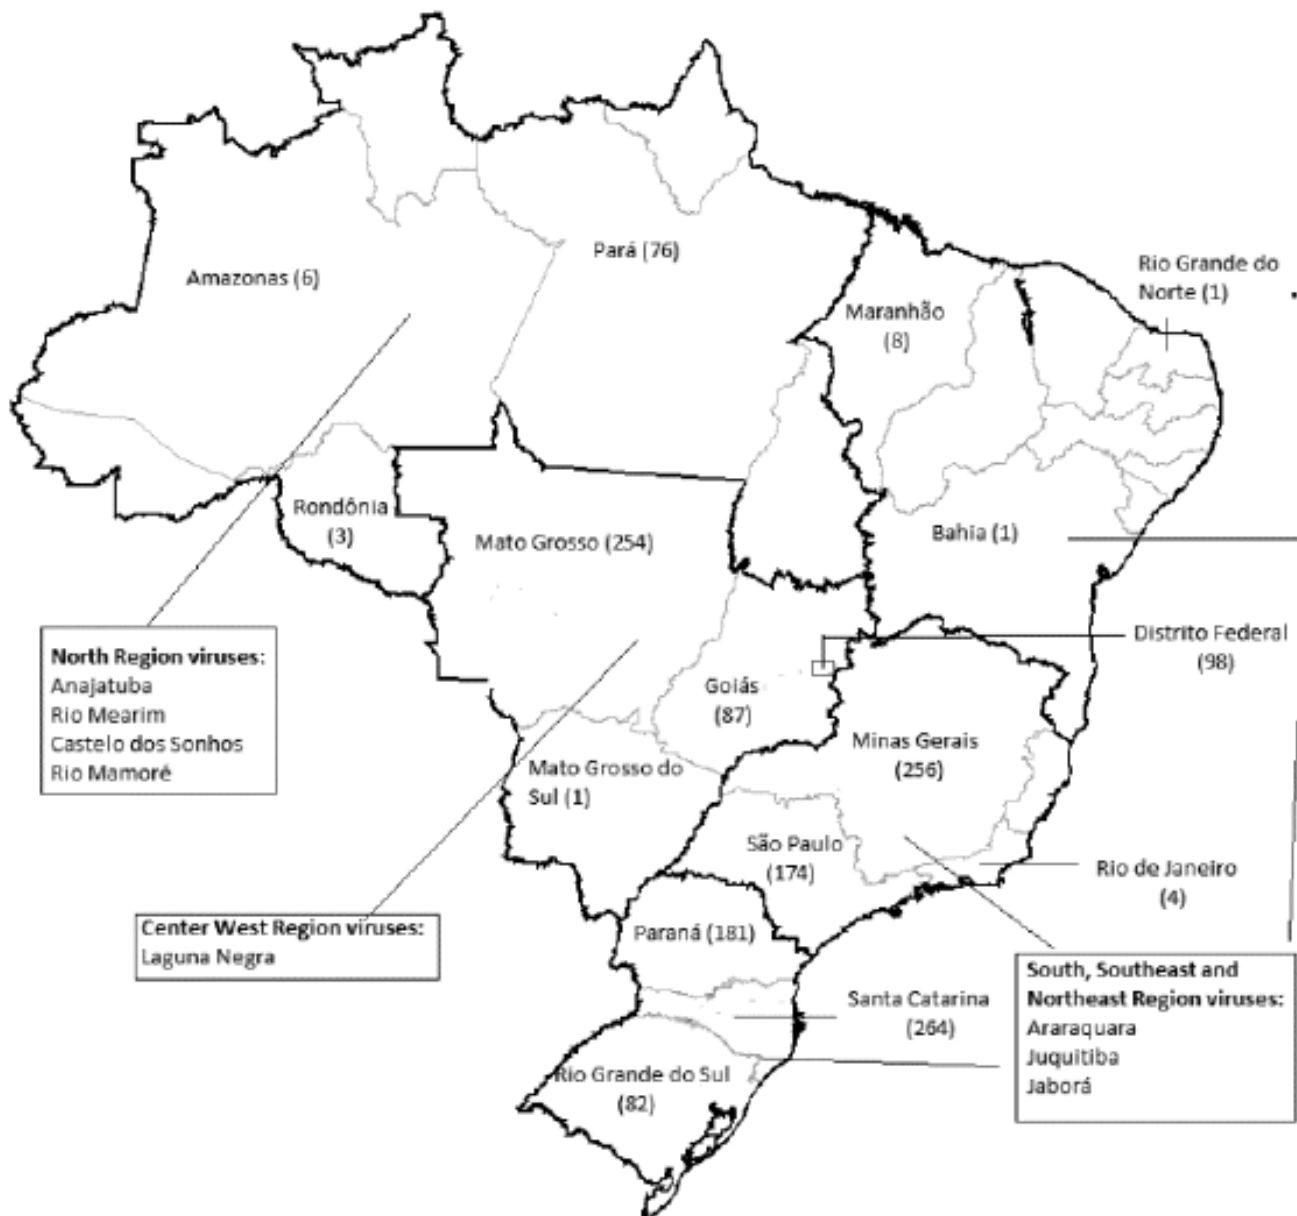 Pará (76)
Amazonas (6)
Rio Grande do
Norte (1)
Maranhão
(8)
Rondônia
(3)
Mato Grosso (254)
Bahia (1)
North Region viruses:
Anajatuba
Rio Mearim
Castelo dos Sonhos
Rio Mamoré
Distrito Federal
(98)
Goiás
(87)
Minas Gerais
(256)
Mato Grosso do
Sul (1)
São Paulo
(174)
Rio de Janeiro
(4)
Center West Region viruses:
Laguna Negra
Paraná (181)
South, Southeast and
Northeast Region viruses:
Araraquara
Juquitiba
Jaborá
Santa Catarina
(264)
Rio Grande do Sul
(82)